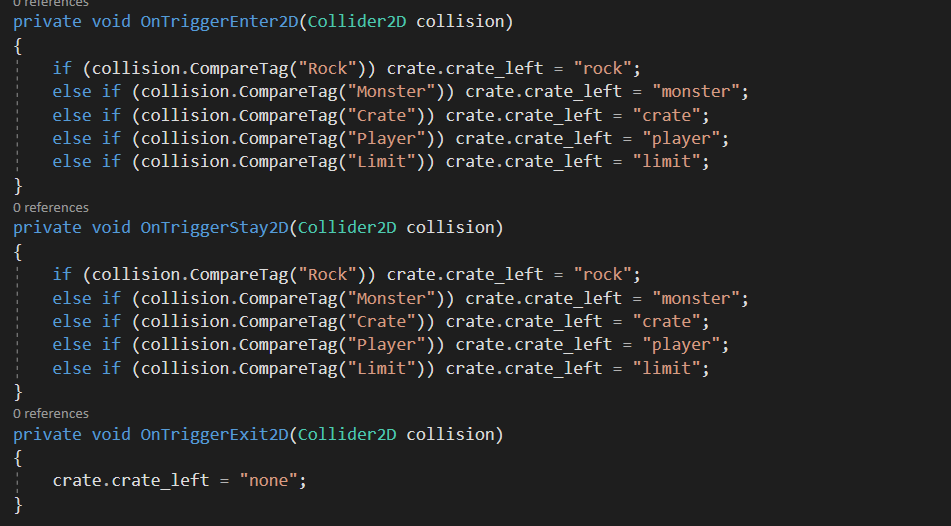 0 references
private void OnTriggerEnter2D(Collider2D collision)
{
if (collision.CompareTag("Rock")) crate.crate_left = "rock";
else if (collision.CompareTag("Monster")) crate.crate_left = "monster";
else if (collision.CompareTag("Crate")) crate.crate_left = "crate";
else if (collision.CompareTag("Player")) crate.crate_left = "player";
else if (collision.CompareTag("Limit")) crate.crate_left = "limit";
}
0 references
private void OnTriggerStay2D(Collider2D collision)
{
if (collision.CompareTag("Rock")) crate.crate_left = "rock";
else if (collision.CompareTag("Monster")) crate.crate_left = "monster";
else if (collision.CompareTag("Crate")) crate.crate_left = "crate";
else if (collision.CompareTag("Player")) crate.crate_left = "player";
else if (collision.CompareTag("Limit")) crate.crate_left = "limit";
}
0 references
private void OnTriggerExit2D(Collider2D collision)
{
crate.crate_left = "none";
}